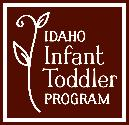 IDAHO
Infant
Toddler
PROGRAM